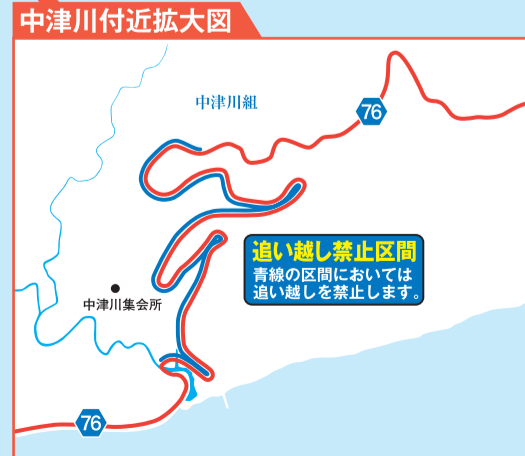 中津川付近拡大図
中津川組
76
追い越し禁止区間
青線の区間においては
追い越しを禁止します。
中津川集会所
76